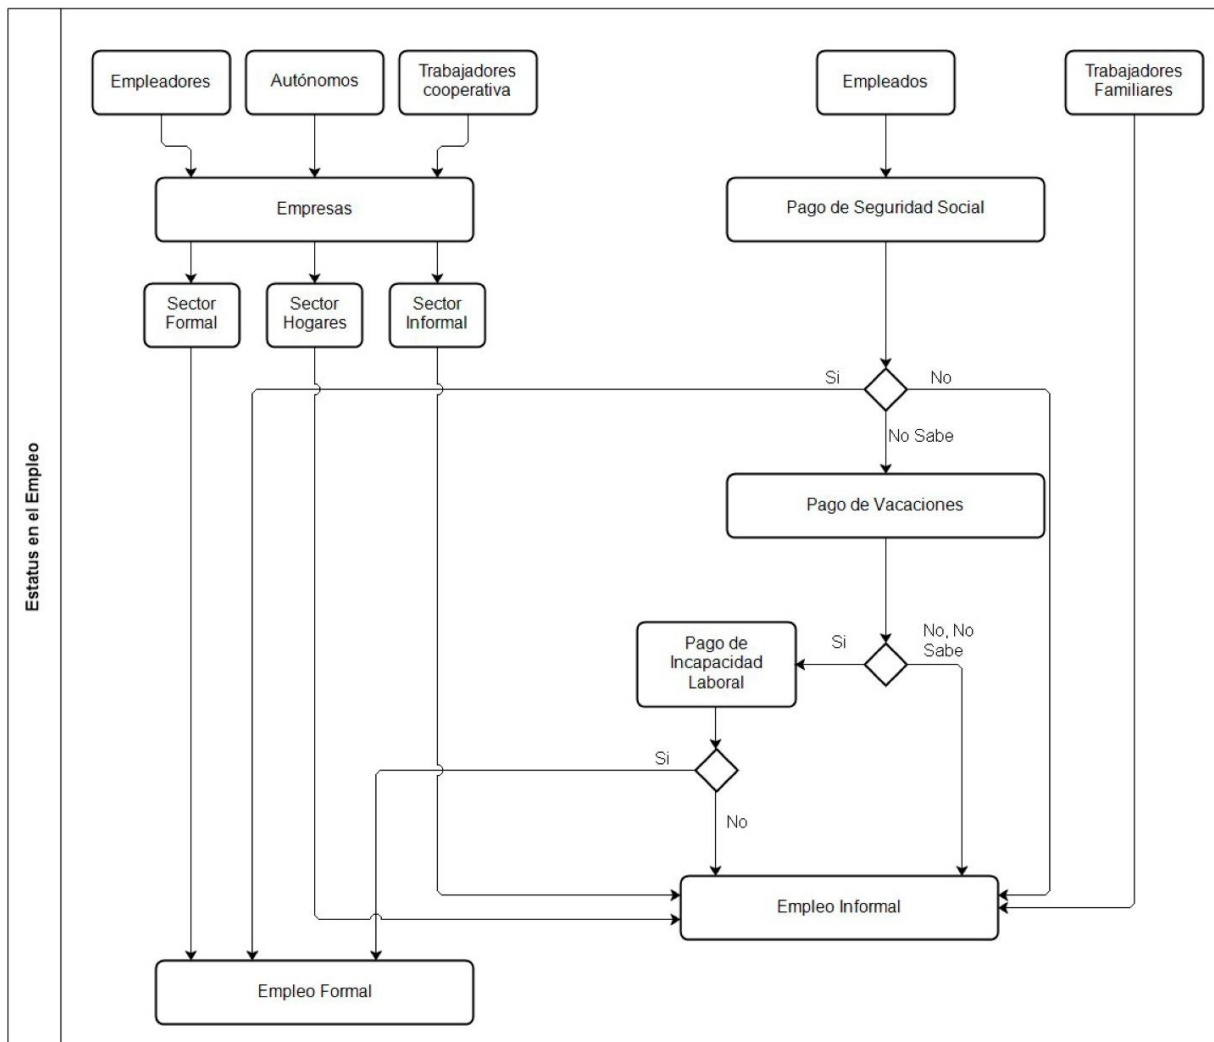 Estatus en el Empleo
Empleadores
Autónomos
Trabajadores
cooperativa
Empleados
Trabajadores
Familiares
Empresas
Pago de Seguridad Social
Sector
Formal
Sector
Hogares
Sector
Informal
Si
No
No Sabe
Pago de Vacaciones
Pago de
Incapacidad
Laboral
Si
No, No
Sabe
Si
No
Empleo Informal
Empleo Formal